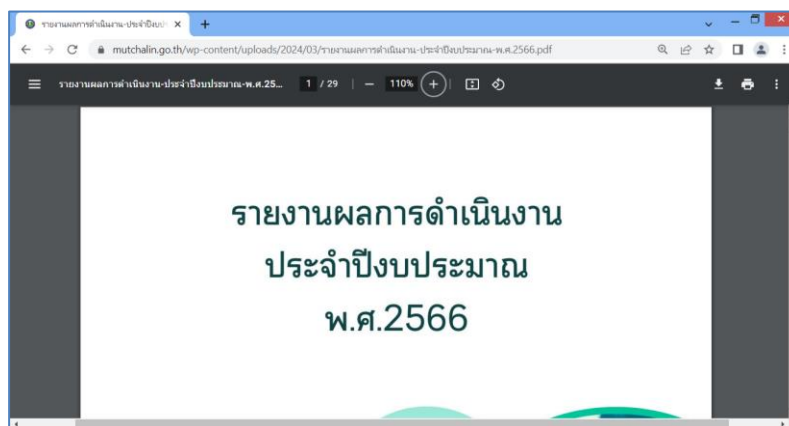 รายงานผลการดำเนินงาน-ประจำปีงบป
mutchalin.go.th/wp-content/uploads/2024/03/รายงานผลการดำเนินงาน-ประจำปีงบประมาณ-พ.ศ.2566.pdf
รายงานผลการดำเนินงาน-ประจำปีงบประมาณ-พ.ศ.25... 1 / 29 110%
รายงานผลการดำเนินงาน
ประจำปีงบประมาณ
พ.ศ.2566